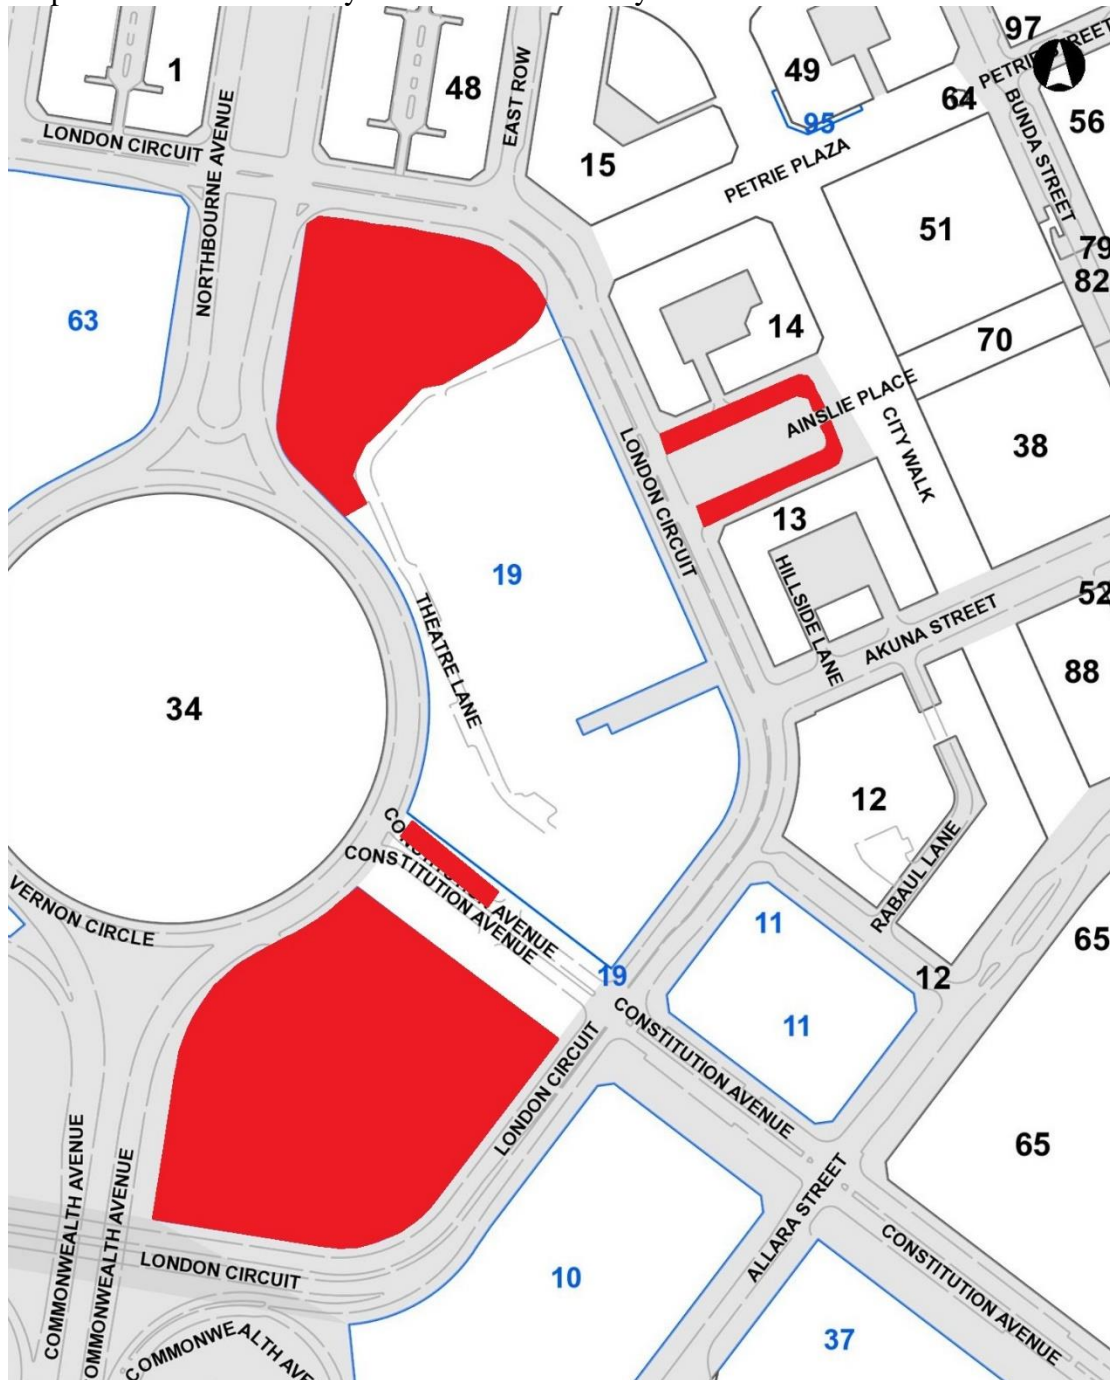 97
PETRIE STREET
1
48
49
64
EAST ROW
BUNDA STREET
56
95
LONDON CIRCUIT
NORTHBOURNE AVENUE
15
PETRIE PLAZA
51
79
82
63
14
70
AINSLIE PLACE
CITY WALK
38
LONDON CIRCUIT
13
19
HILLSIDE LANE
52
AKUNA STREET
THEATRE LANE
88
34
12
RABAUL LANE
CONSTITUTION AVENUE
VERNON CIRCLE
11
65
12
19
11
CONSTITUTION AVENUE
LONDON CIRCUIT
65
COMMONWEALTH AVENUE
OMMONWEALTH AVENUE
ALLARA STREET
LONDON CIRCUIT
10
CONSTITUTION AVENUE
COMMONWEALTH AVE
37